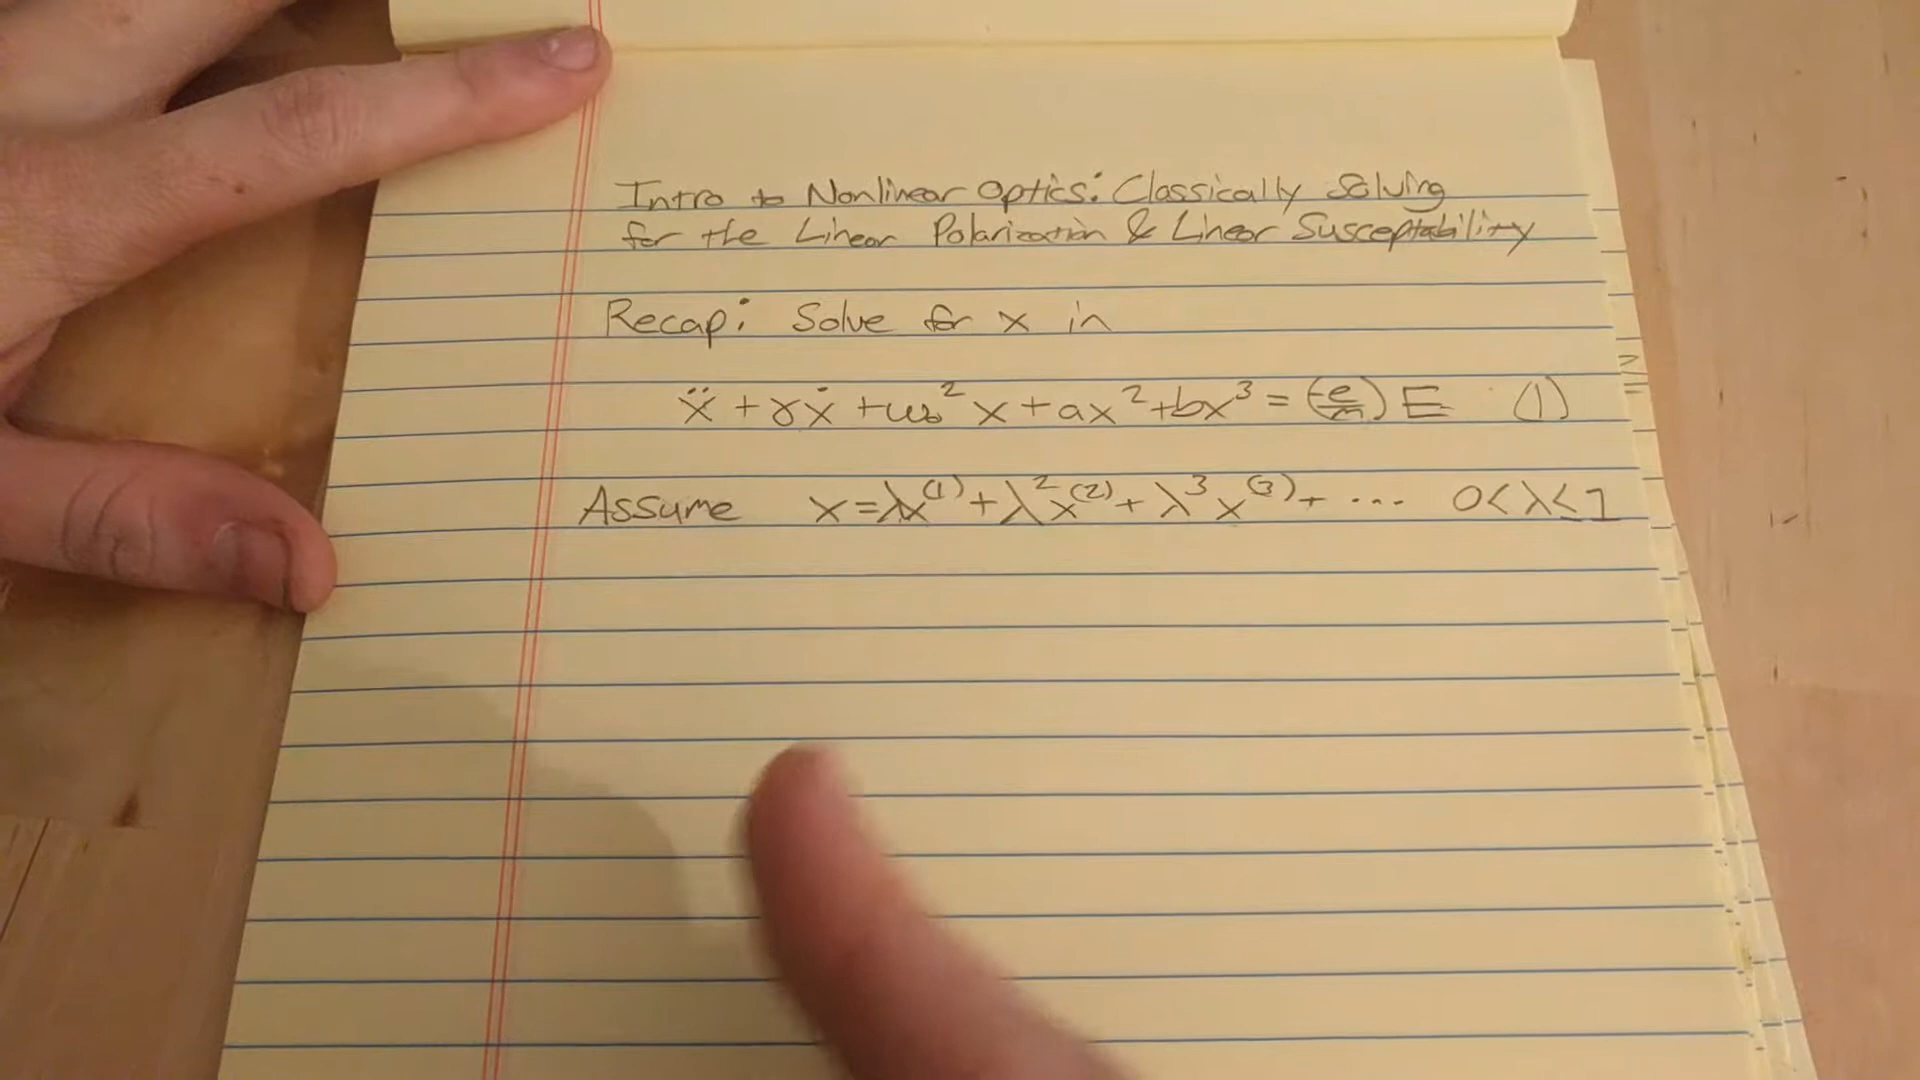 Intro to Nonlinear Optics: Classically Solving
for the Linear Polarization & Linear Susceptability
Recap: Solve for x in
ẍ + γẋ + ω₀²x + ax² + bx³ = (-e/m) E (1)
Assume x = λx⁽¹⁾ + λ²x⁽²⁾ + λ³x⁽³⁾ + ... 0<λ<1